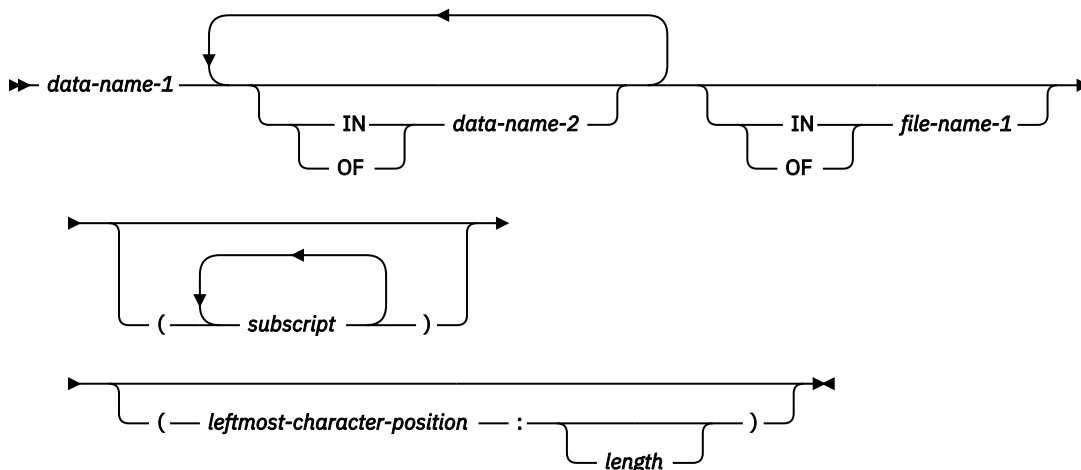 data-name-1
IN data-name-2 IN file-name-1
OF OF
( subscript )
( leftmost-character-position : )
length